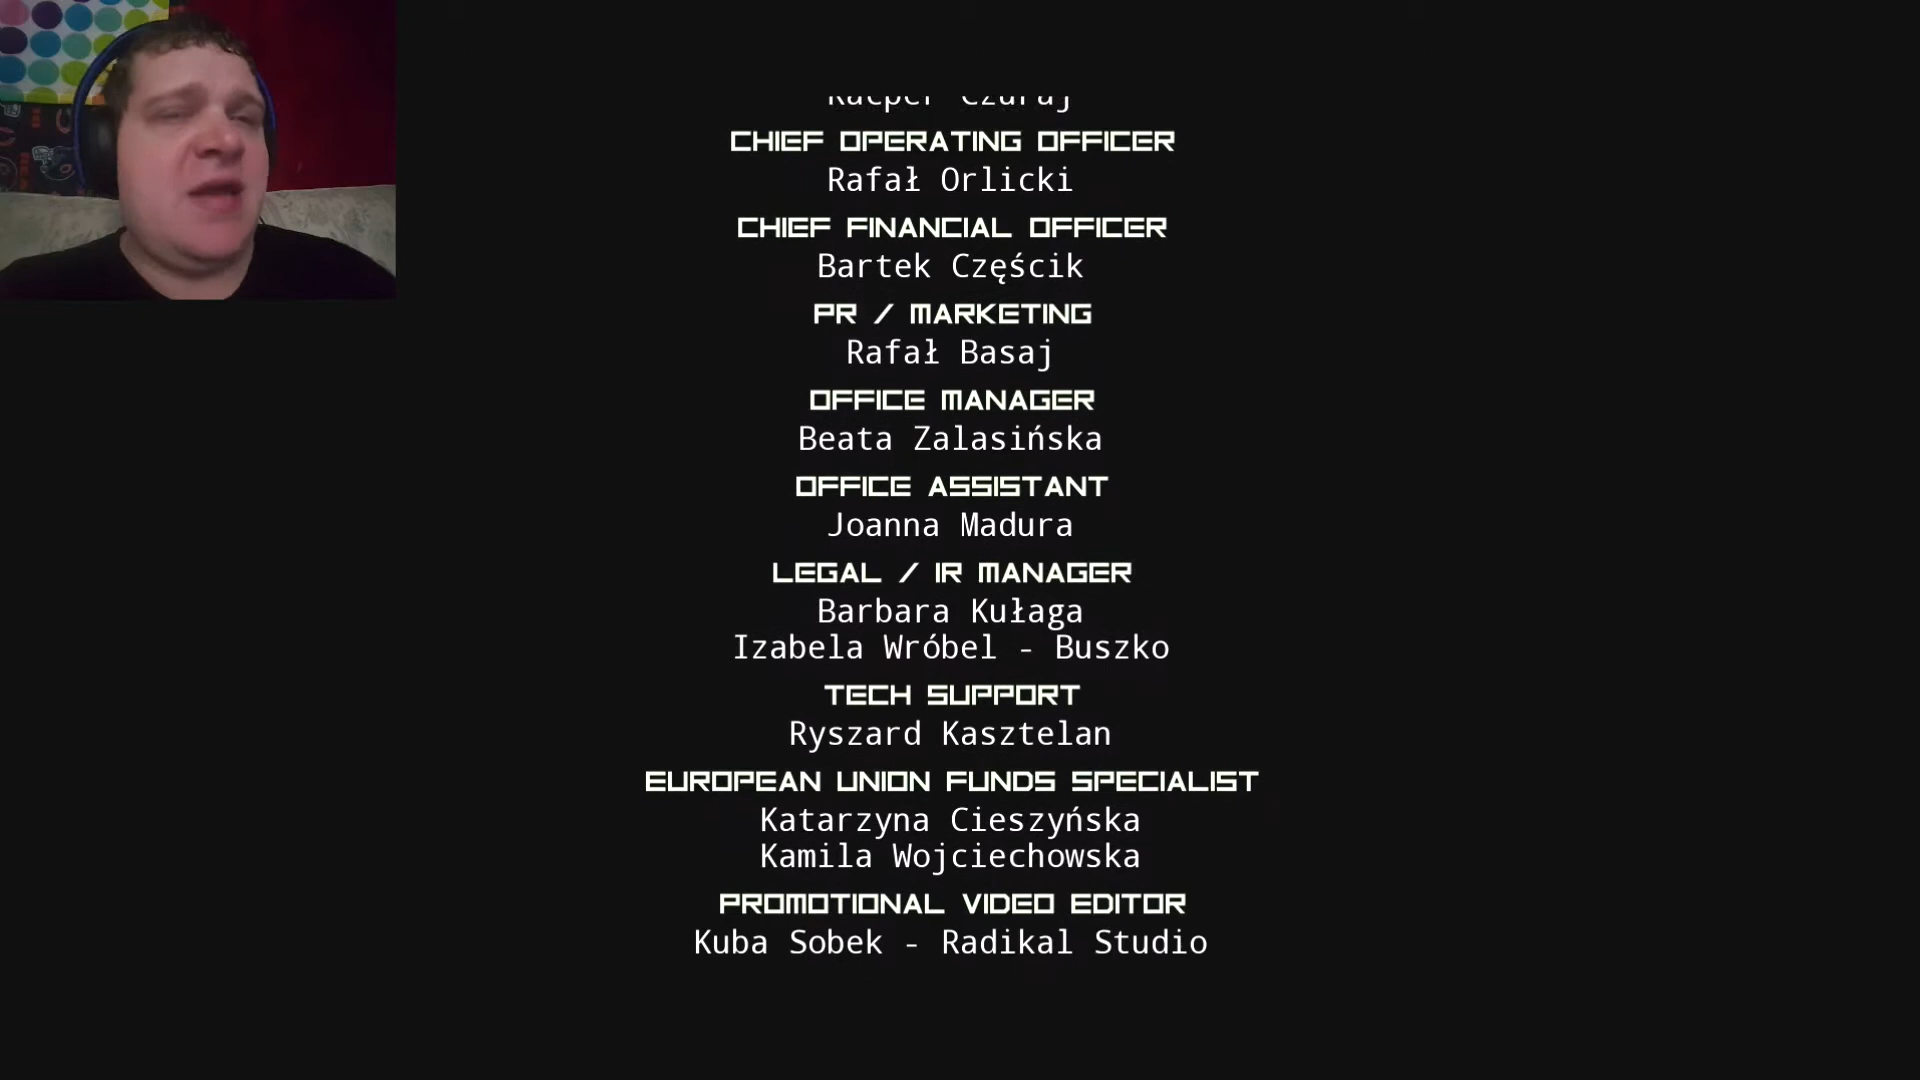 CHIEF OPERATING OFFICER
Rafał Orlicki
CHIEF FINANCIAL OFFICER
Bartek Częścik
PR / MARKETING
Rafał Basaj
OFFICE MANAGER
Beata Zalasińska
OFFICE ASSISTANT
Joanna Madura
LEGAL / IR MANAGER
Barbara Kułaga
Izabela Wróbel - Buszko
TECH SUPPORT
Ryszard Kasztelan
EUROPEAN UNION FUNDS SPECIALIST
Katarzyna Cieszyńska
Kamila Wojciechowska
PROMOTIONAL VIDEO EDITOR
Kuba Sobek - Radikal Studio